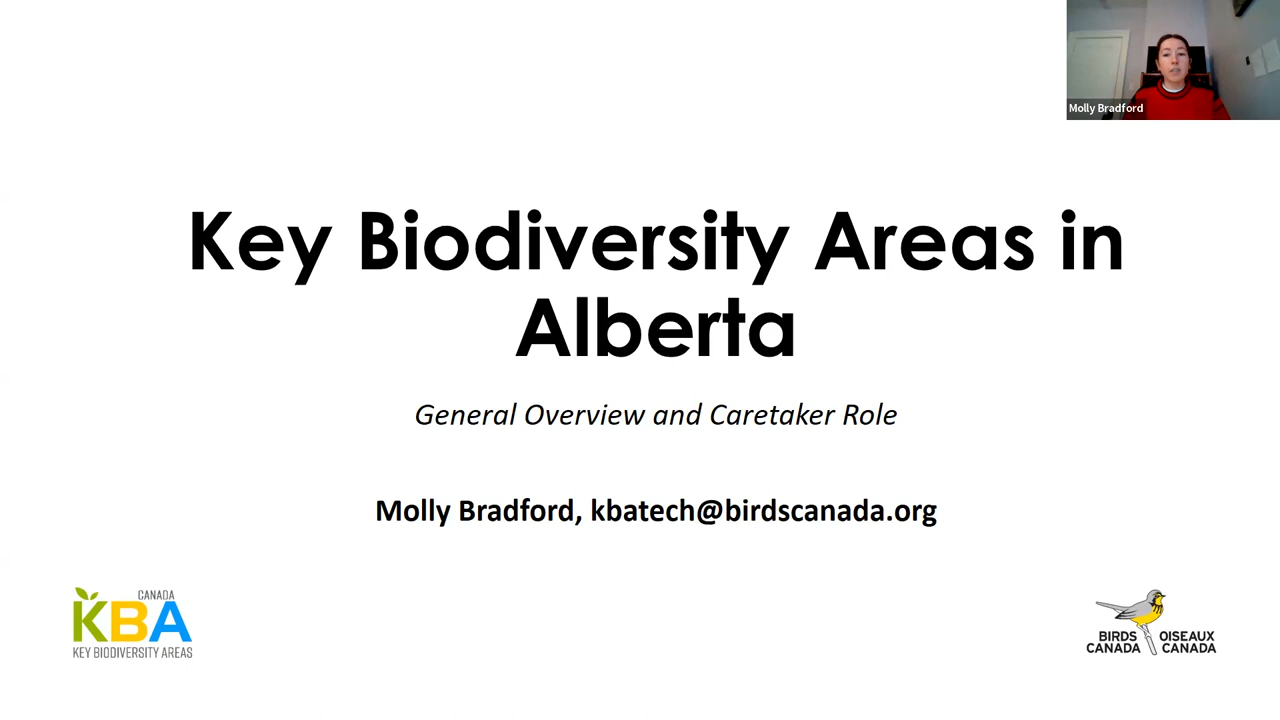 Molly Bradford
Key Biodiversity Areas in
Alberta
General Overview and Caretaker Role
Molly Bradford, kbatech@birdscanada.org
CANADA
KBA
KEY BIODIVERSITY AREAS
BIRDS OISEAUX
CANADA CANADA